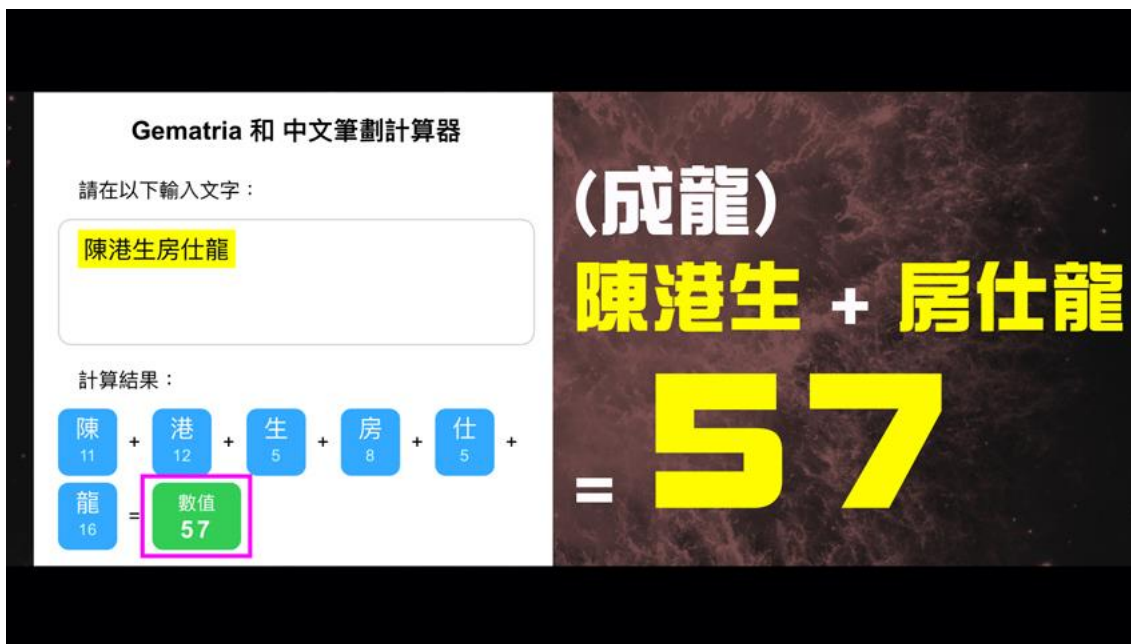 Gematria 和 中文筆劃計算器
請在以下輸入文字：
陳港生房仕龍
計算結果：
陳 + 港 + 生 + 房 + 仕 +
11 12 5 8 5
龍 = 數值
16 57
(成龍)
陳港生 + 房仕龍
= 57